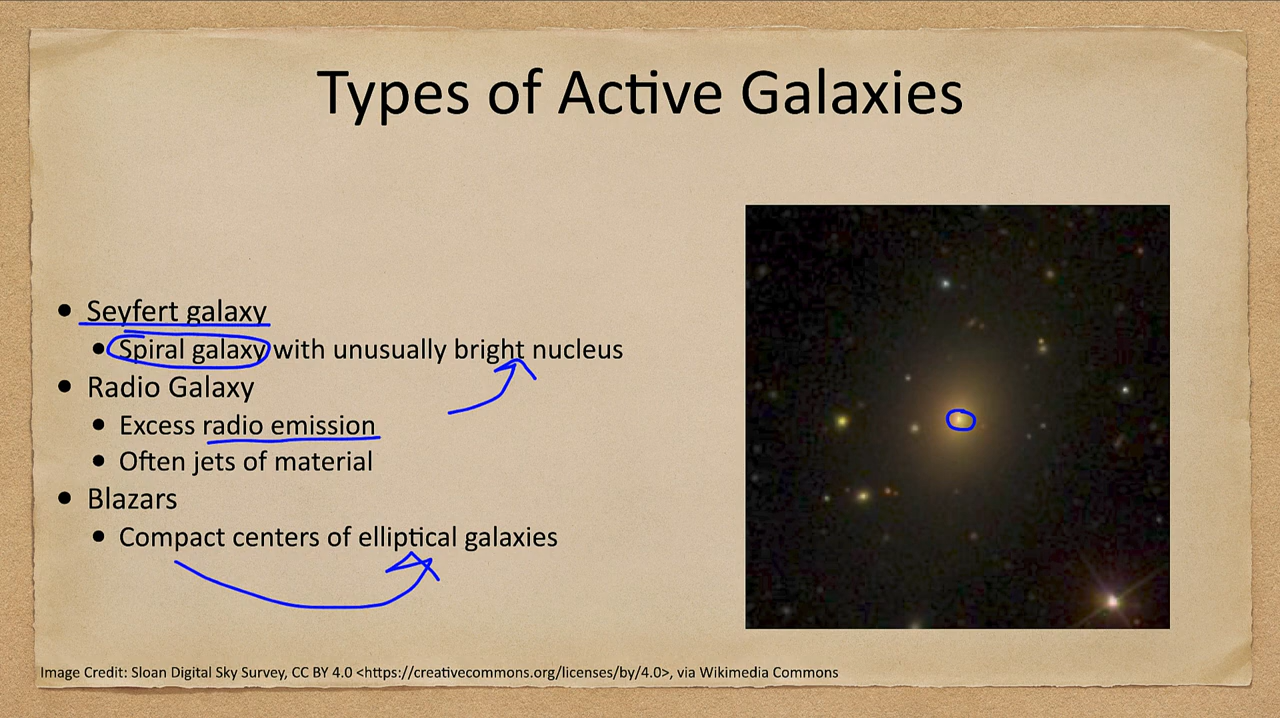 Types of Active Galaxies
• Seyfert galaxy
• Spiral galaxy with unusually bright nucleus
• Radio Galaxy
• Excess radio emission
• Often jets of material
• Blazars
• Compact centers of elliptical galaxies
Image Credit: Sloan Digital Sky Survey, CC BY 4.0 <https://creativecommons.org/licenses/by/4.0>, via Wikimedia Commons